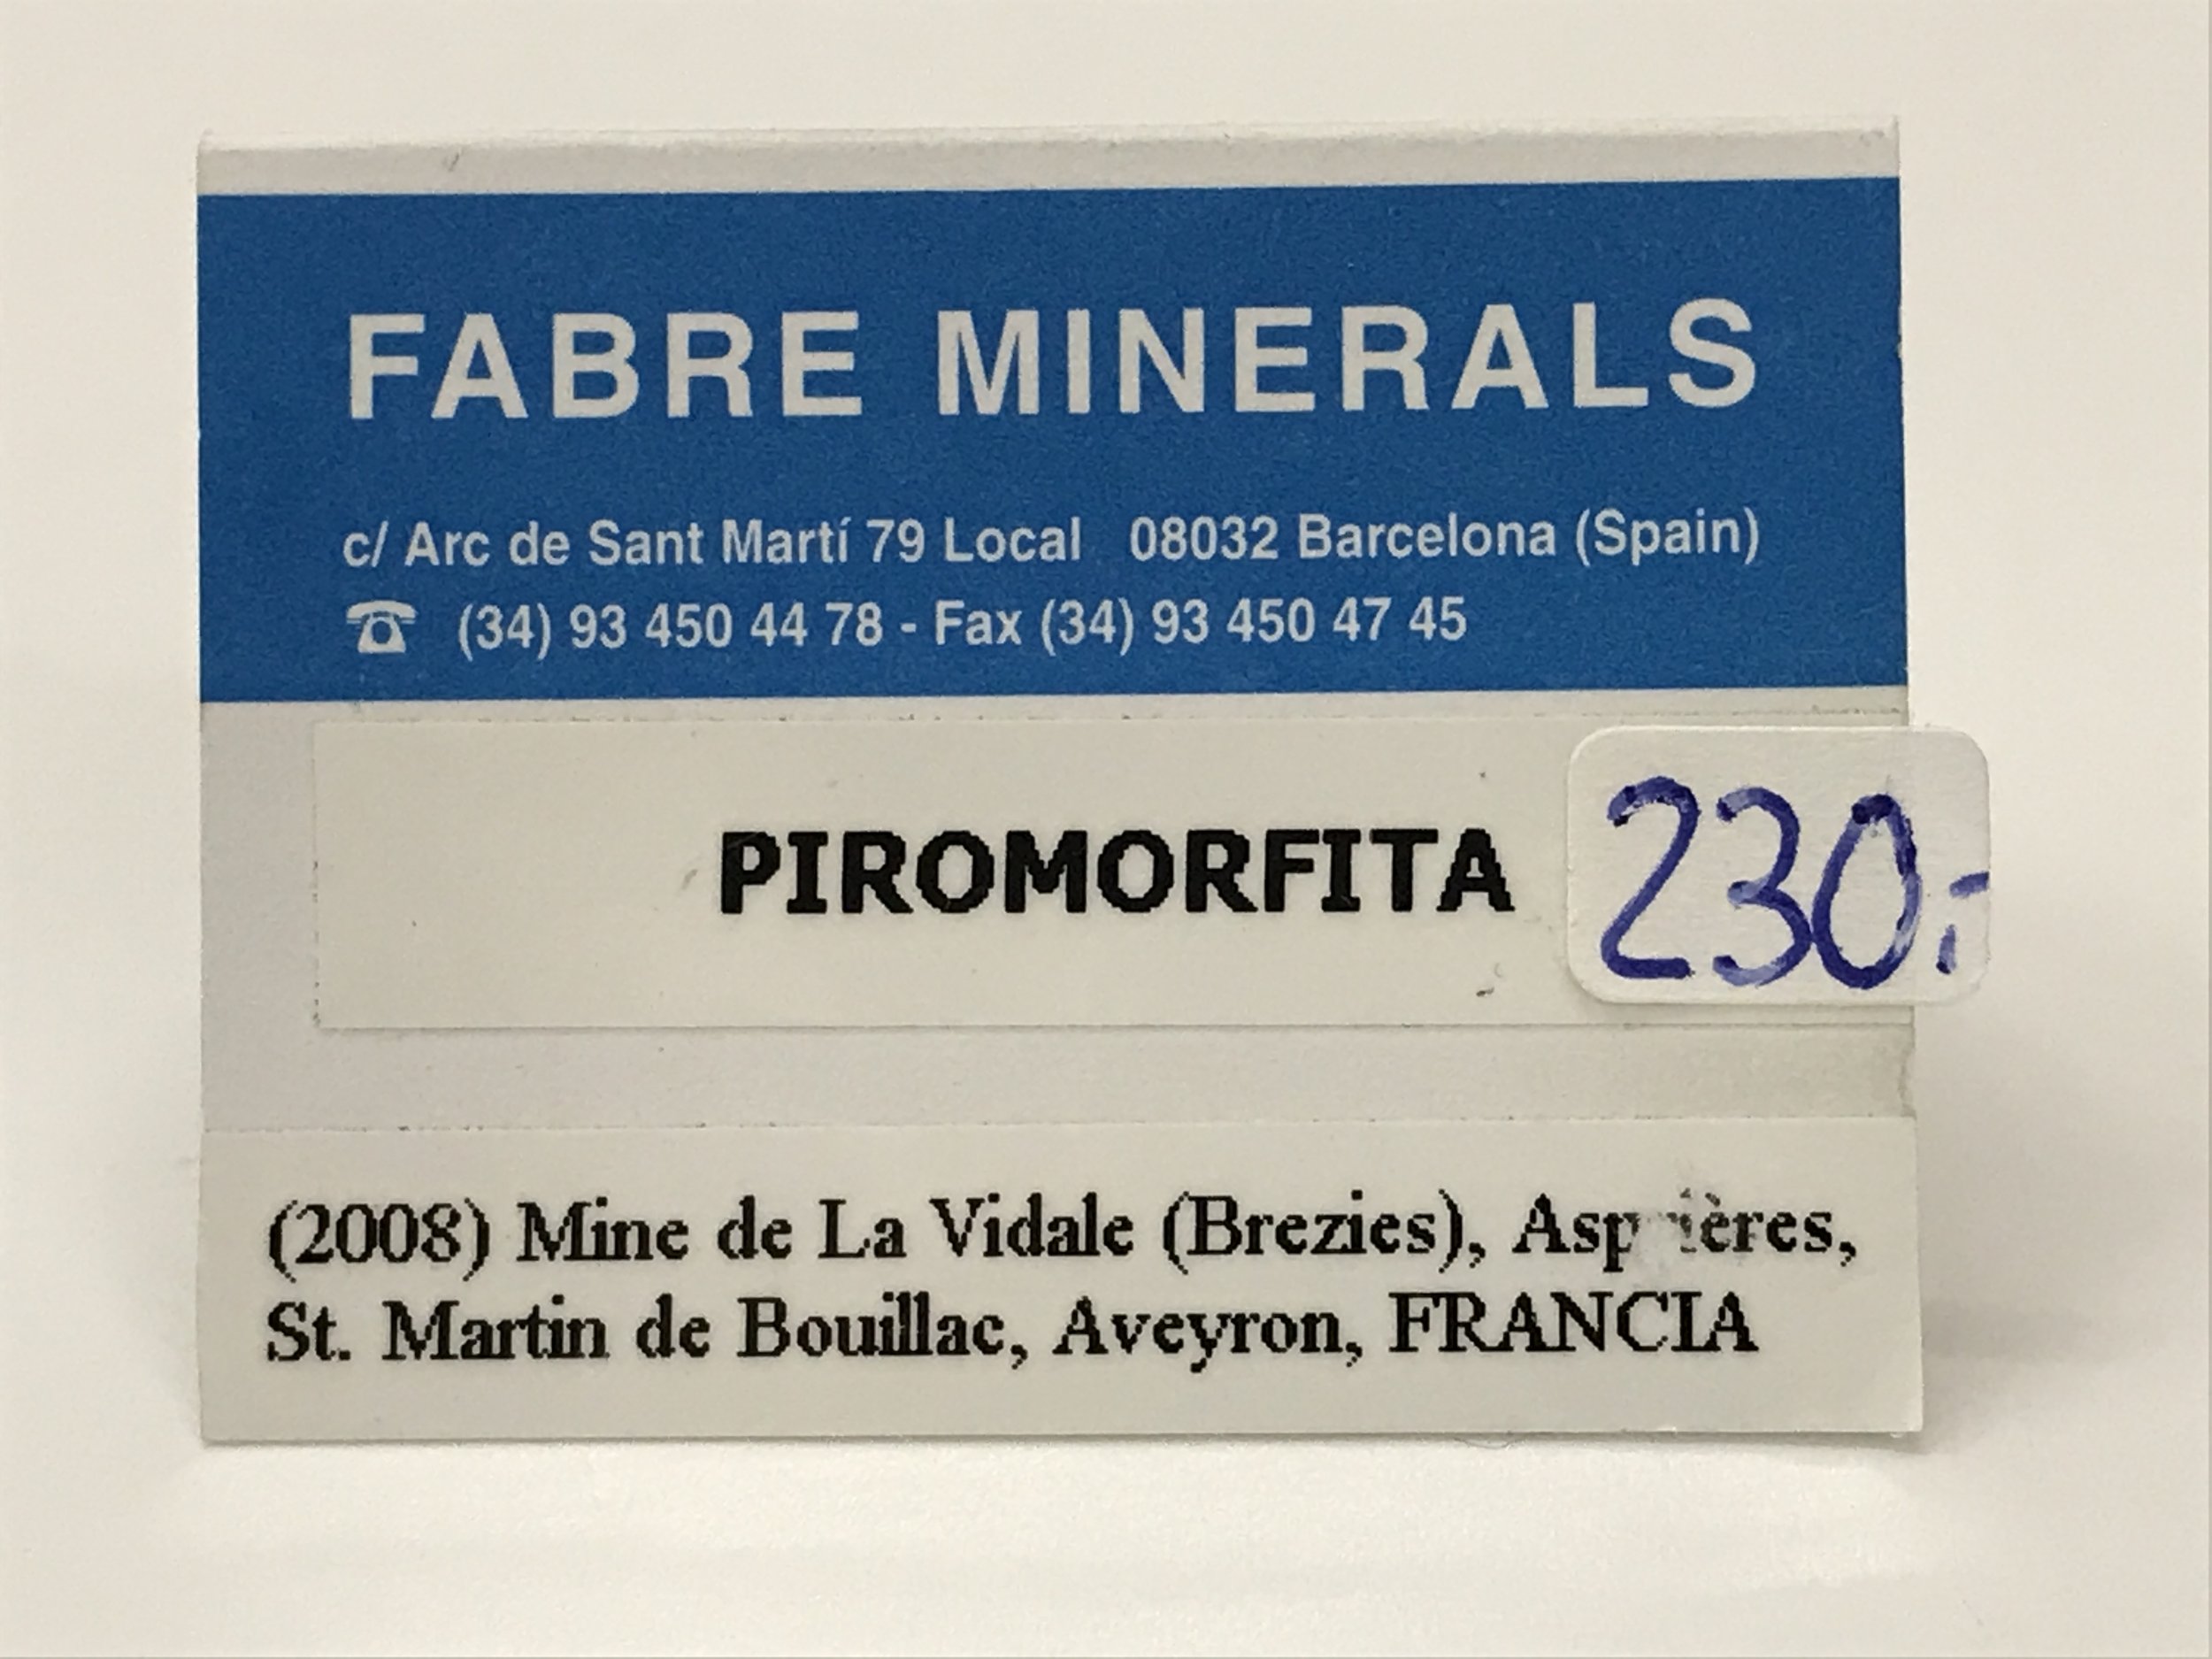 FABRE MINERALS
c/ Arc de Sant Martí 79 Local 08032 Barcelona (Spain)
☎ (34) 93 450 44 78 - Fax (34) 93 450 47 45
PIROMORFITA
230.-
(2008) Mine de La Vidale (Brezies),
St. Martin de Bouillac, Aveyron, FRANCIA